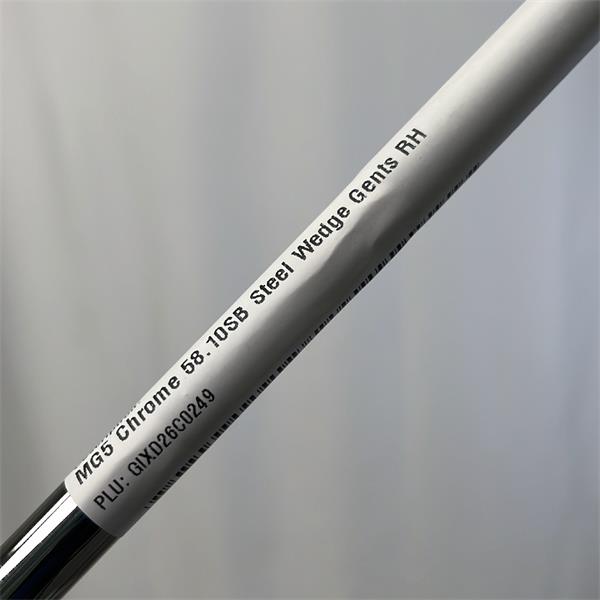 MG5 Chrome 58.10SB Steel Wedge Gents RH
PLU: GIXD26C0249